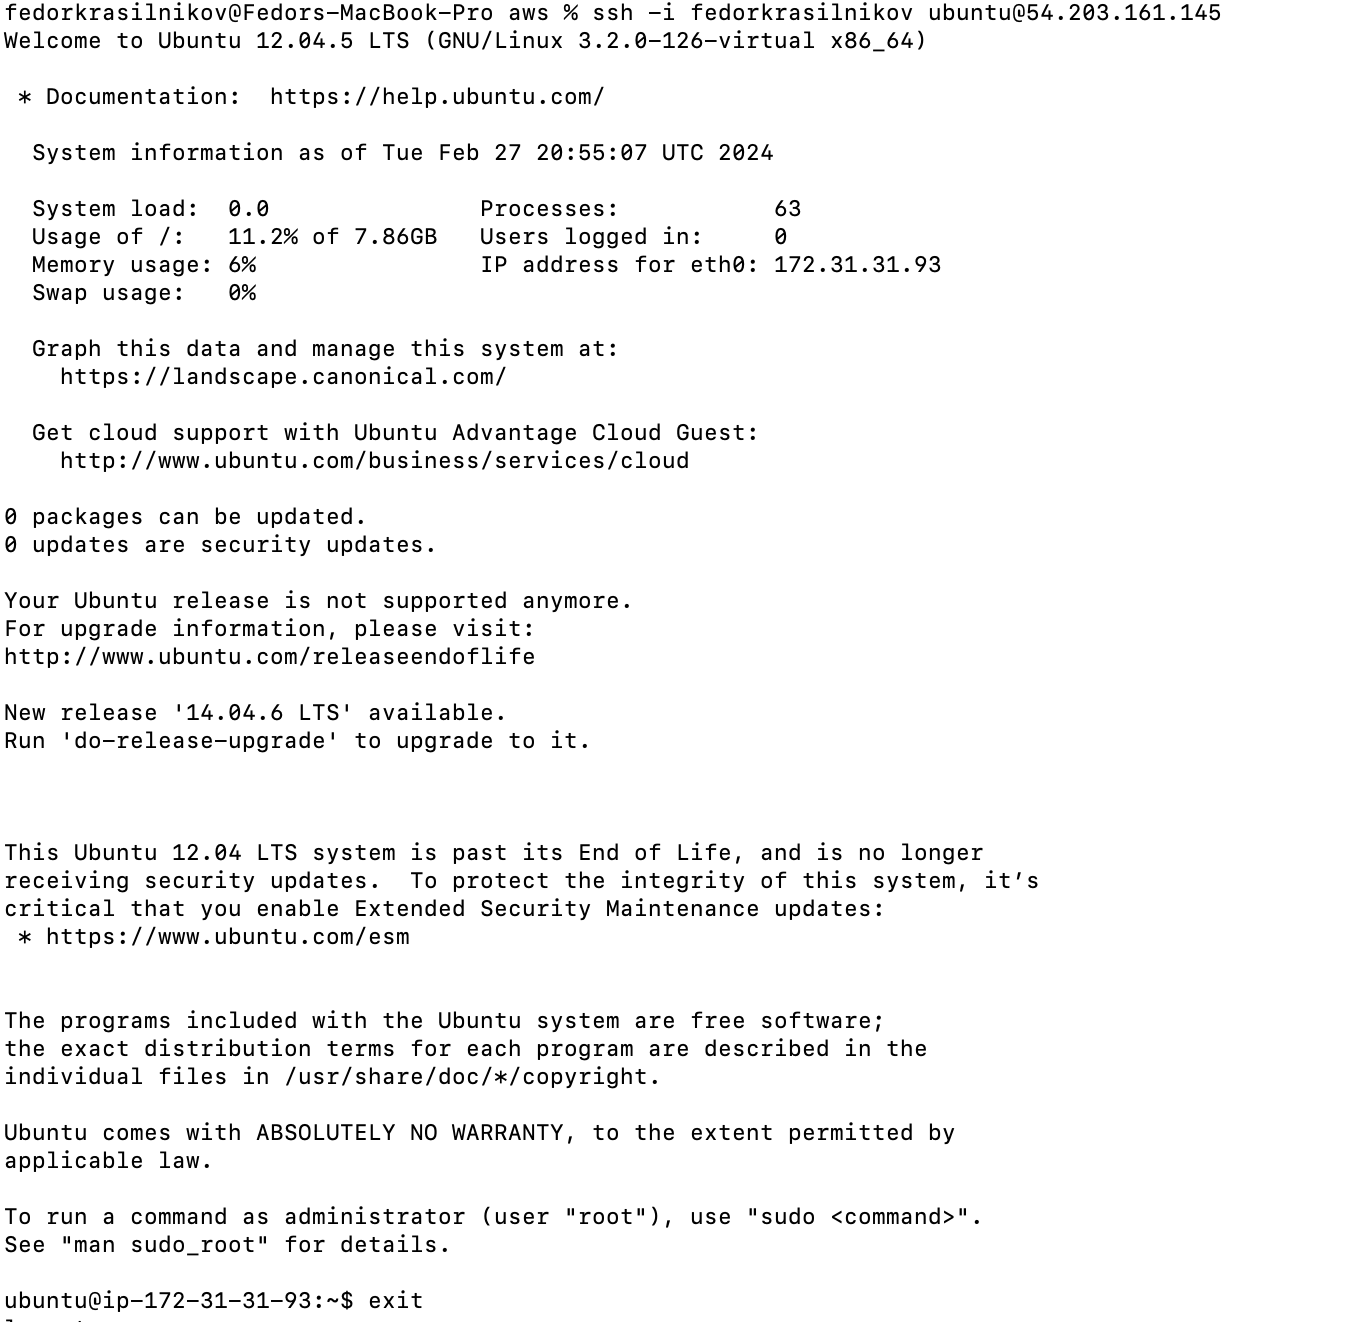 fedorkrasilnikov@Fedors-MacBook-Pro aws % ssh -i fedorkrasilnikov ubuntu@54.203.161.145
Welcome to Ubuntu 12.04.5 LTS (GNU/Linux 3.2.0-126-virtual x86_64)
* Documentation: https://help.ubuntu.com/
System information as of Tue Feb 27 20:55:07 UTC 2024
System load: 0.0 Processes: 63
Usage of /: 11.2% of 7.86GB Users logged in: 0
Memory usage: 6% IP address for eth0: 172.31.31.93
Swap usage: 0%
Graph this data and manage this system at:
https://landscape.canonical.com/
Get cloud support with Ubuntu Advantage Cloud Guest:
http://www.ubuntu.com/business/services/cloud
0 packages can be updated.
0 updates are security updates.
Your Ubuntu release is not supported anymore.
For upgrade information, please visit:
http://www.ubuntu.com/releaseendoflife
New release '14.04.6 LTS' available.
Run 'do-release-upgrade' to upgrade to it.
This Ubuntu 12.04 LTS system is past its End of Life, and is no longer
receiving security updates. To protect the integrity of this system, it’s
critical that you enable Extended Security Maintenance updates:
* https://www.ubuntu.com/esm
The programs included with the Ubuntu system are free software;
the exact distribution terms for each program are described in the
individual files in /usr/share/doc/*/copyright.
Ubuntu comes with ABSOLUTELY NO WARRANTY, to the extent permitted by
applicable law.
To run a command as administrator (user "root"), use "sudo <command>".
See "man sudo_root" for details.
ubuntu@ip-172-31-31-93:~$ exit